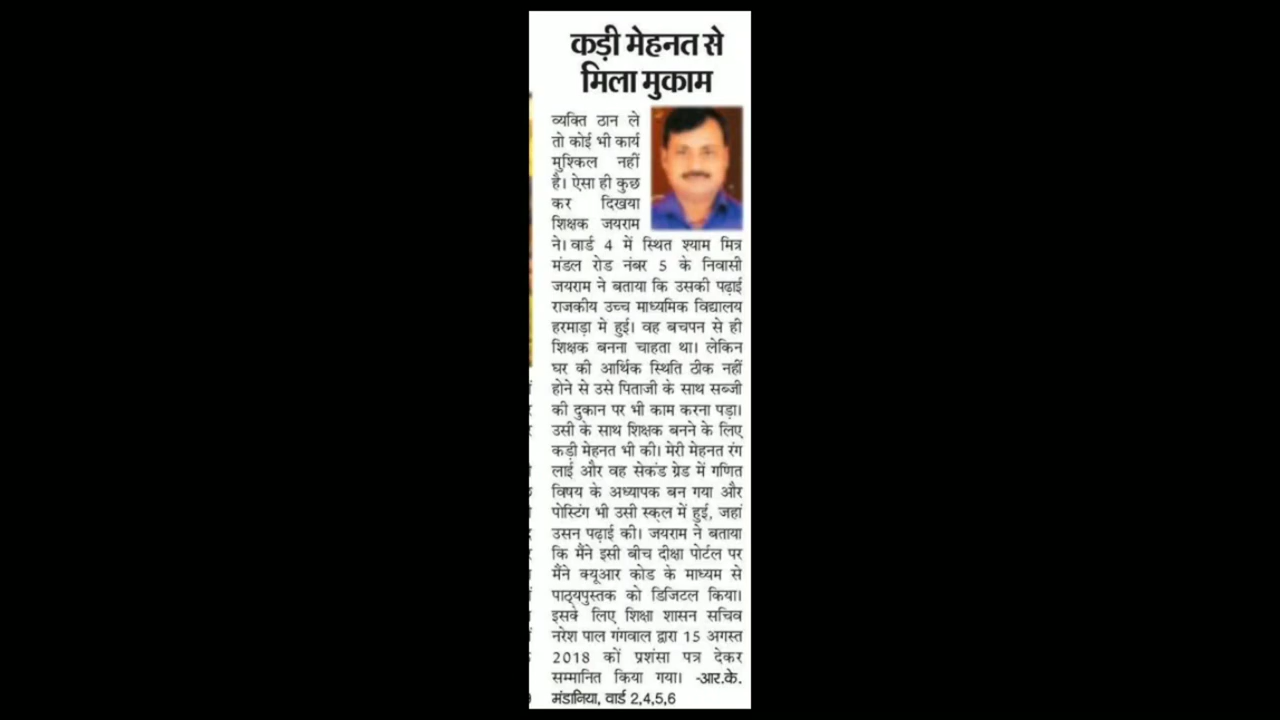 कड़ी मेहनत से
मिला मुकाम
व्यक्ति ठान ले
तो कोई भी कार्य
मुश्किल नहीं
है। ऐसा ही कुछ
कर दिखया
शिक्षक जयराम
ने। वार्ड 4 में स्थित श्याम मित्र
मंडल रोड नंबर 5 के निवासी
जयराम ने बताया कि उसकी पढ़ाई
राजकीय उच्च माध्यमिक विद्यालय
हरमाड़ा मे हुई। वह बचपन से ही
शिक्षक बनना चाहता था। लेकिन
घर की आर्थिक स्थिति ठीक नहीं
होने से उसे पिताजी के साथ सब्जी
की दुकान पर भी काम करना पड़ा।
उसी के साथ शिक्षक बनने के लिए
कड़ी मेहनत भी की। मेरी मेहनत रंग
लाई और वह सेकंड ग्रेड में गणित
विषय के अध्यापक बन गया और
पोस्टिंग भी उसी स्कूल में हुई, जहां
उसन पढ़ाई की। जयराम ने बताया
कि मैंने इसी बीच दीक्षा पोर्टल पर
मैंने क्यूआर कोड के माध्यम से
पाठ्यपुस्तक को डिजिटल किया।
इसके लिए शिक्षा शासन सचिव
नरेश पाल गंगवाल द्वारा 15 अगस्त
2018 कों प्रशंसा पत्र देकर
सम्मानित किया गया। -आर.के.
मंडानिया, वार्ड 2,4,5,6